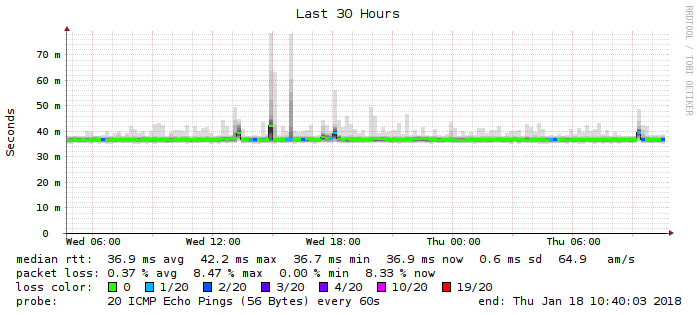 Last 30 Hours
RRDTOOL / TOBI OETIKER
Seconds
70 m
60 m
50 m
40 m
30 m
20 m
10 m
0
Wed 06:00 Wed 12:00 Wed 18:00 Thu 00:00 Thu 06:00
median rtt: 36.9 ms avg 42.2 ms max 36.7 ms min 36.9 ms now 0.6 ms sd 64.9 am/s
packet loss: 0.37 % avg 8.47 % max 0.00 % min 8.33 % now
loss color: 0 1/20 2/20 3/20 4/20 10/20 19/20
probe: 20 ICMP Echo Pings (56 Bytes) every 60s end: Thu Jan 18 10:40:03 2018